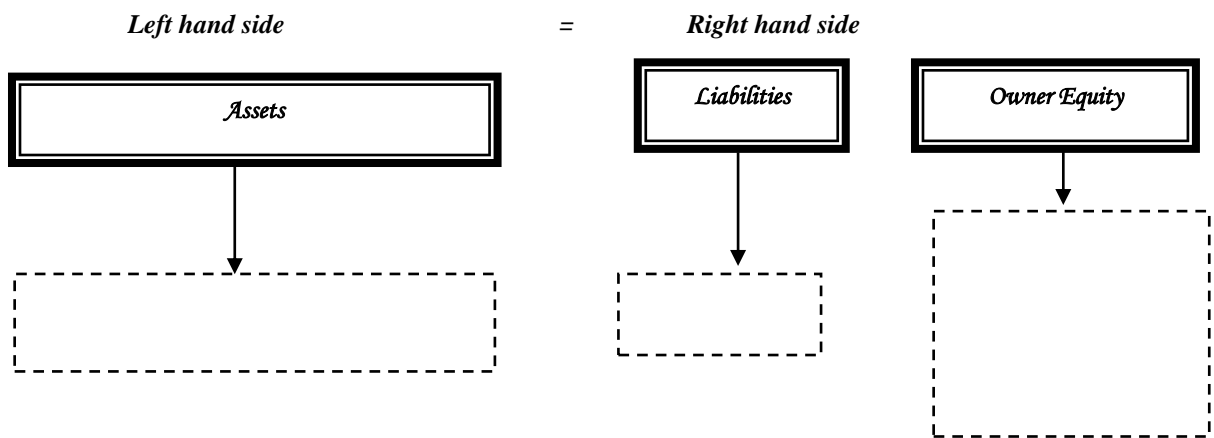 Left hand side = Right hand side
Assets
Liabilities
Owner Equity